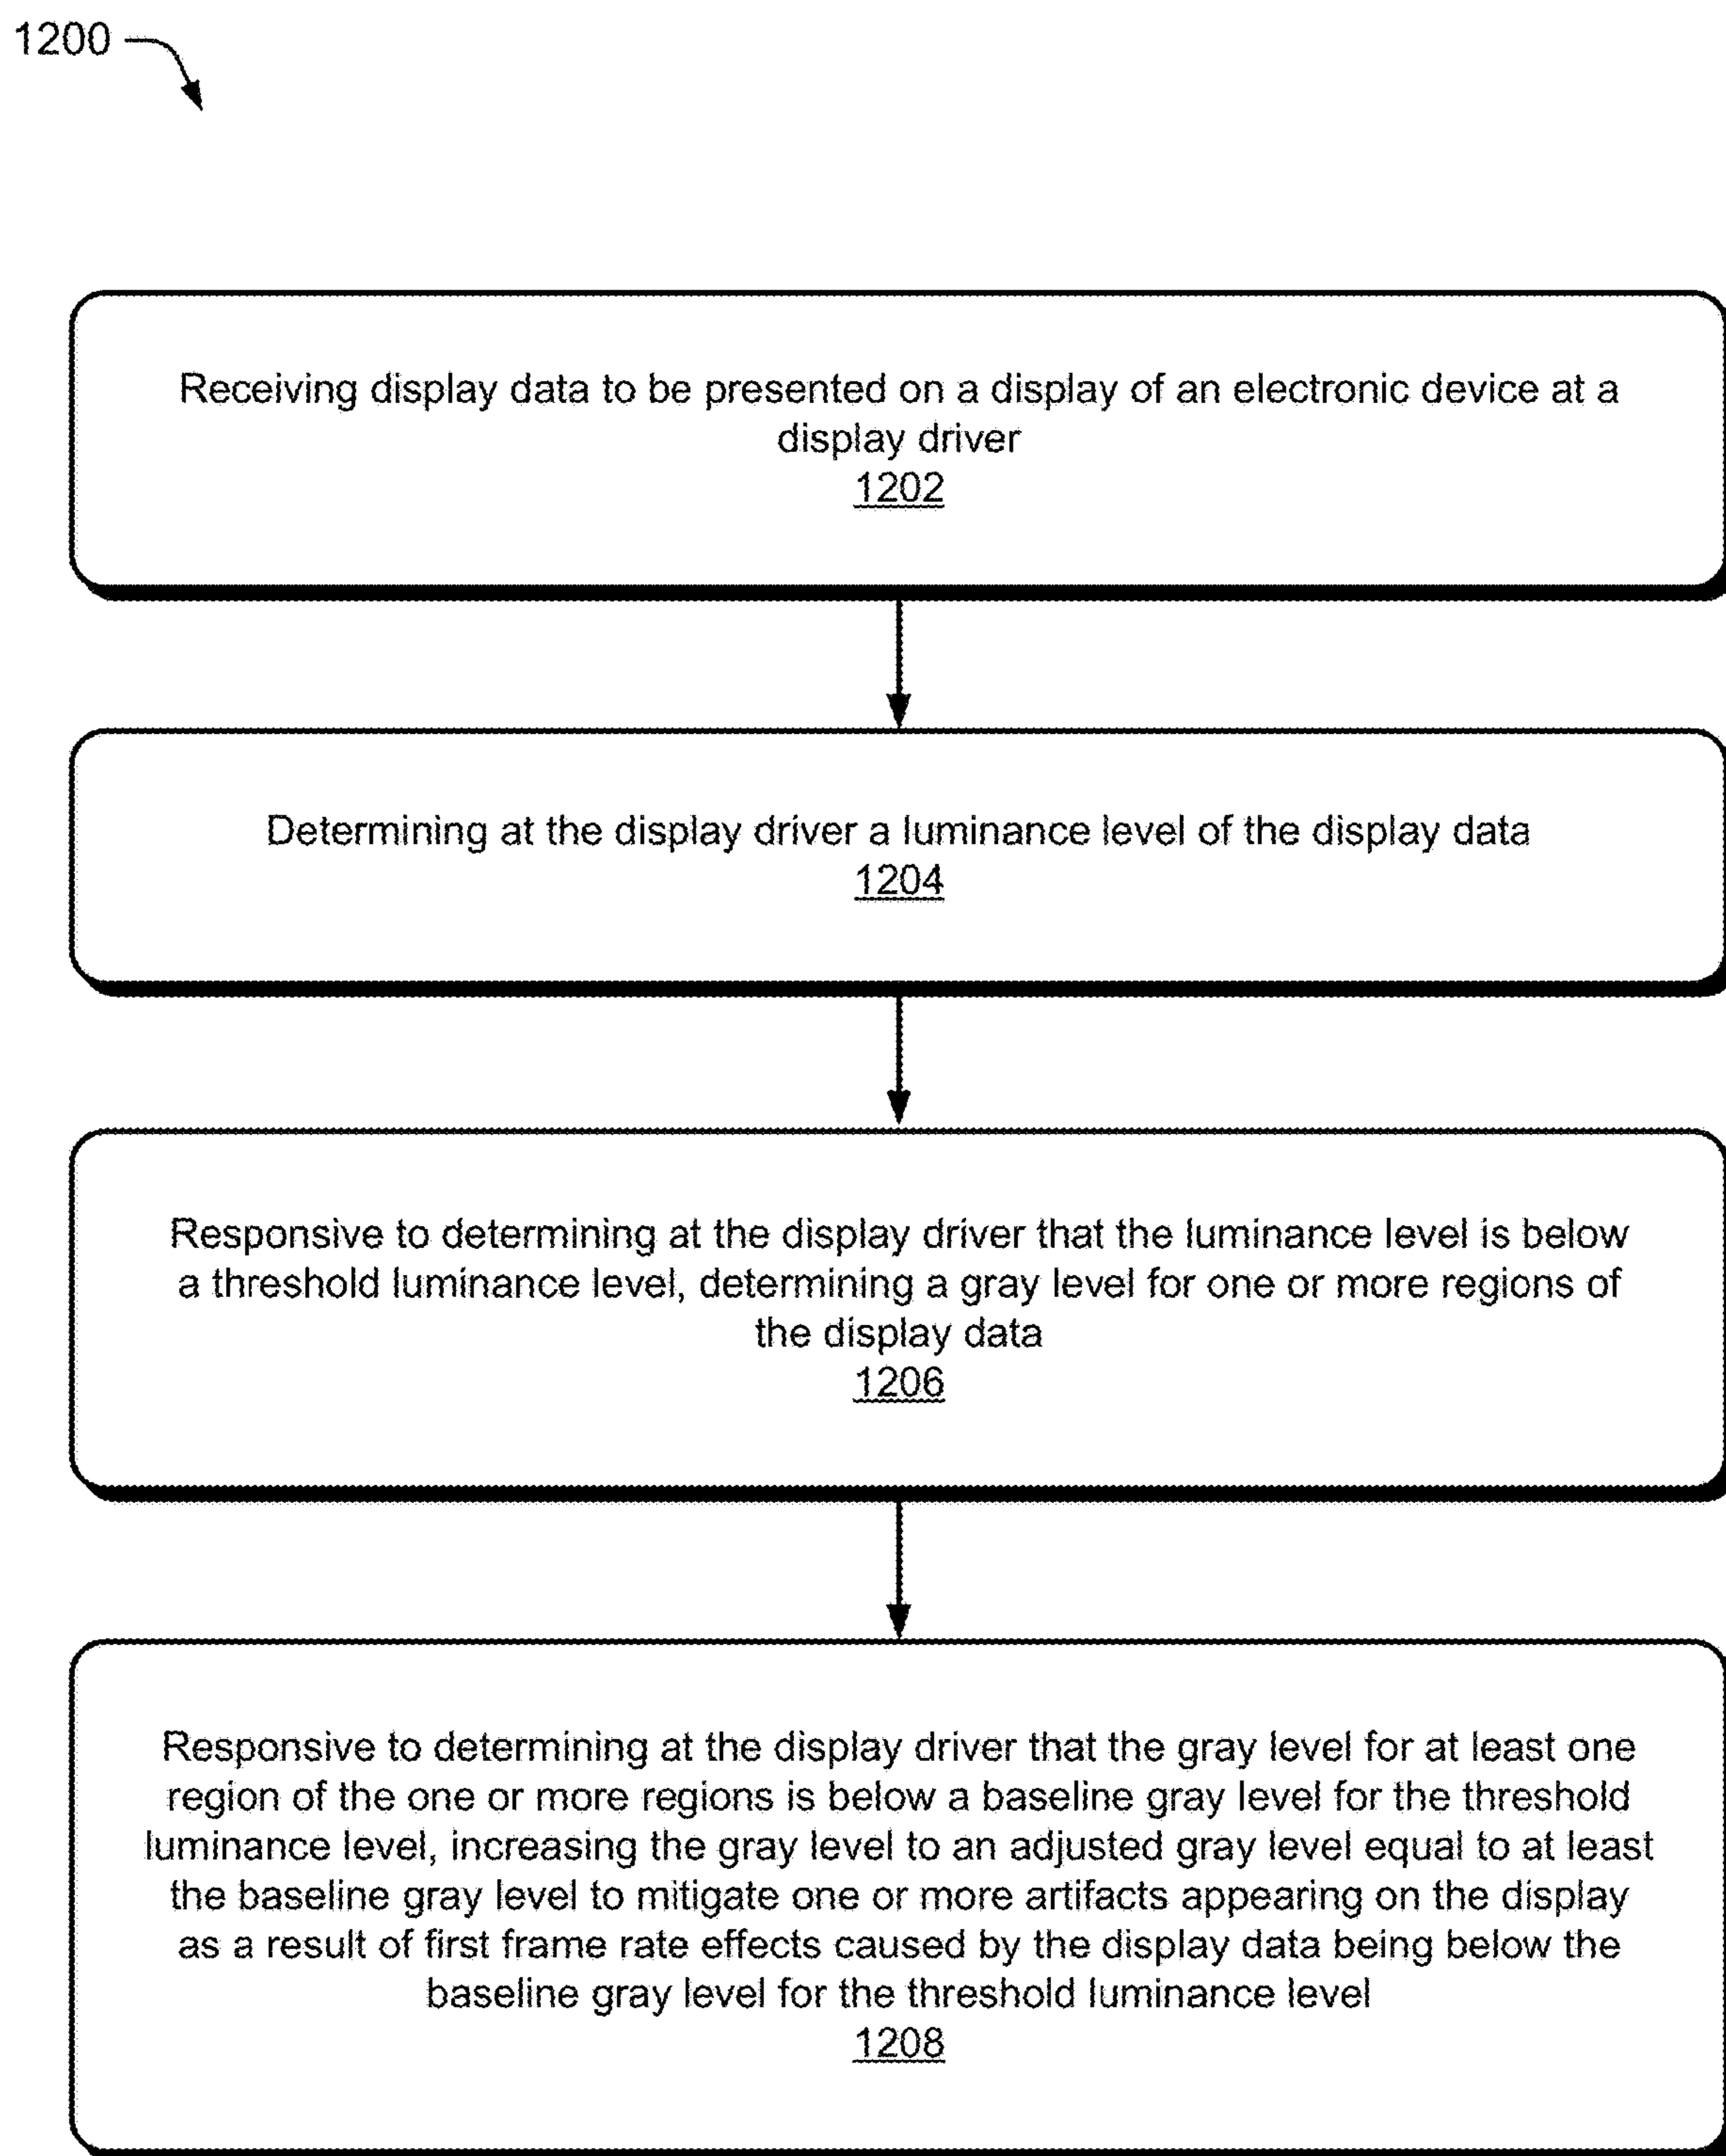 1200
Receiving display data to be presented on a display of an electronic device at a
display driver
1202
Determining at the display driver a luminance level of the display data
1204
Responsive to determining at the display driver that the luminance level is below
a threshold luminance level, determining a gray level for one or more regions of
the display data
1206
Responsive to determining at the display driver that the gray level for at least one
region of the one or more regions is below a baseline gray level for the threshold
luminance level, increasing the gray level to an adjusted gray level equal to at least
the baseline gray level to mitigate one or more artifacts appearing on the display
as a result of first frame rate effects caused by the display data being below the
baseline gray level for the threshold luminance level
1208